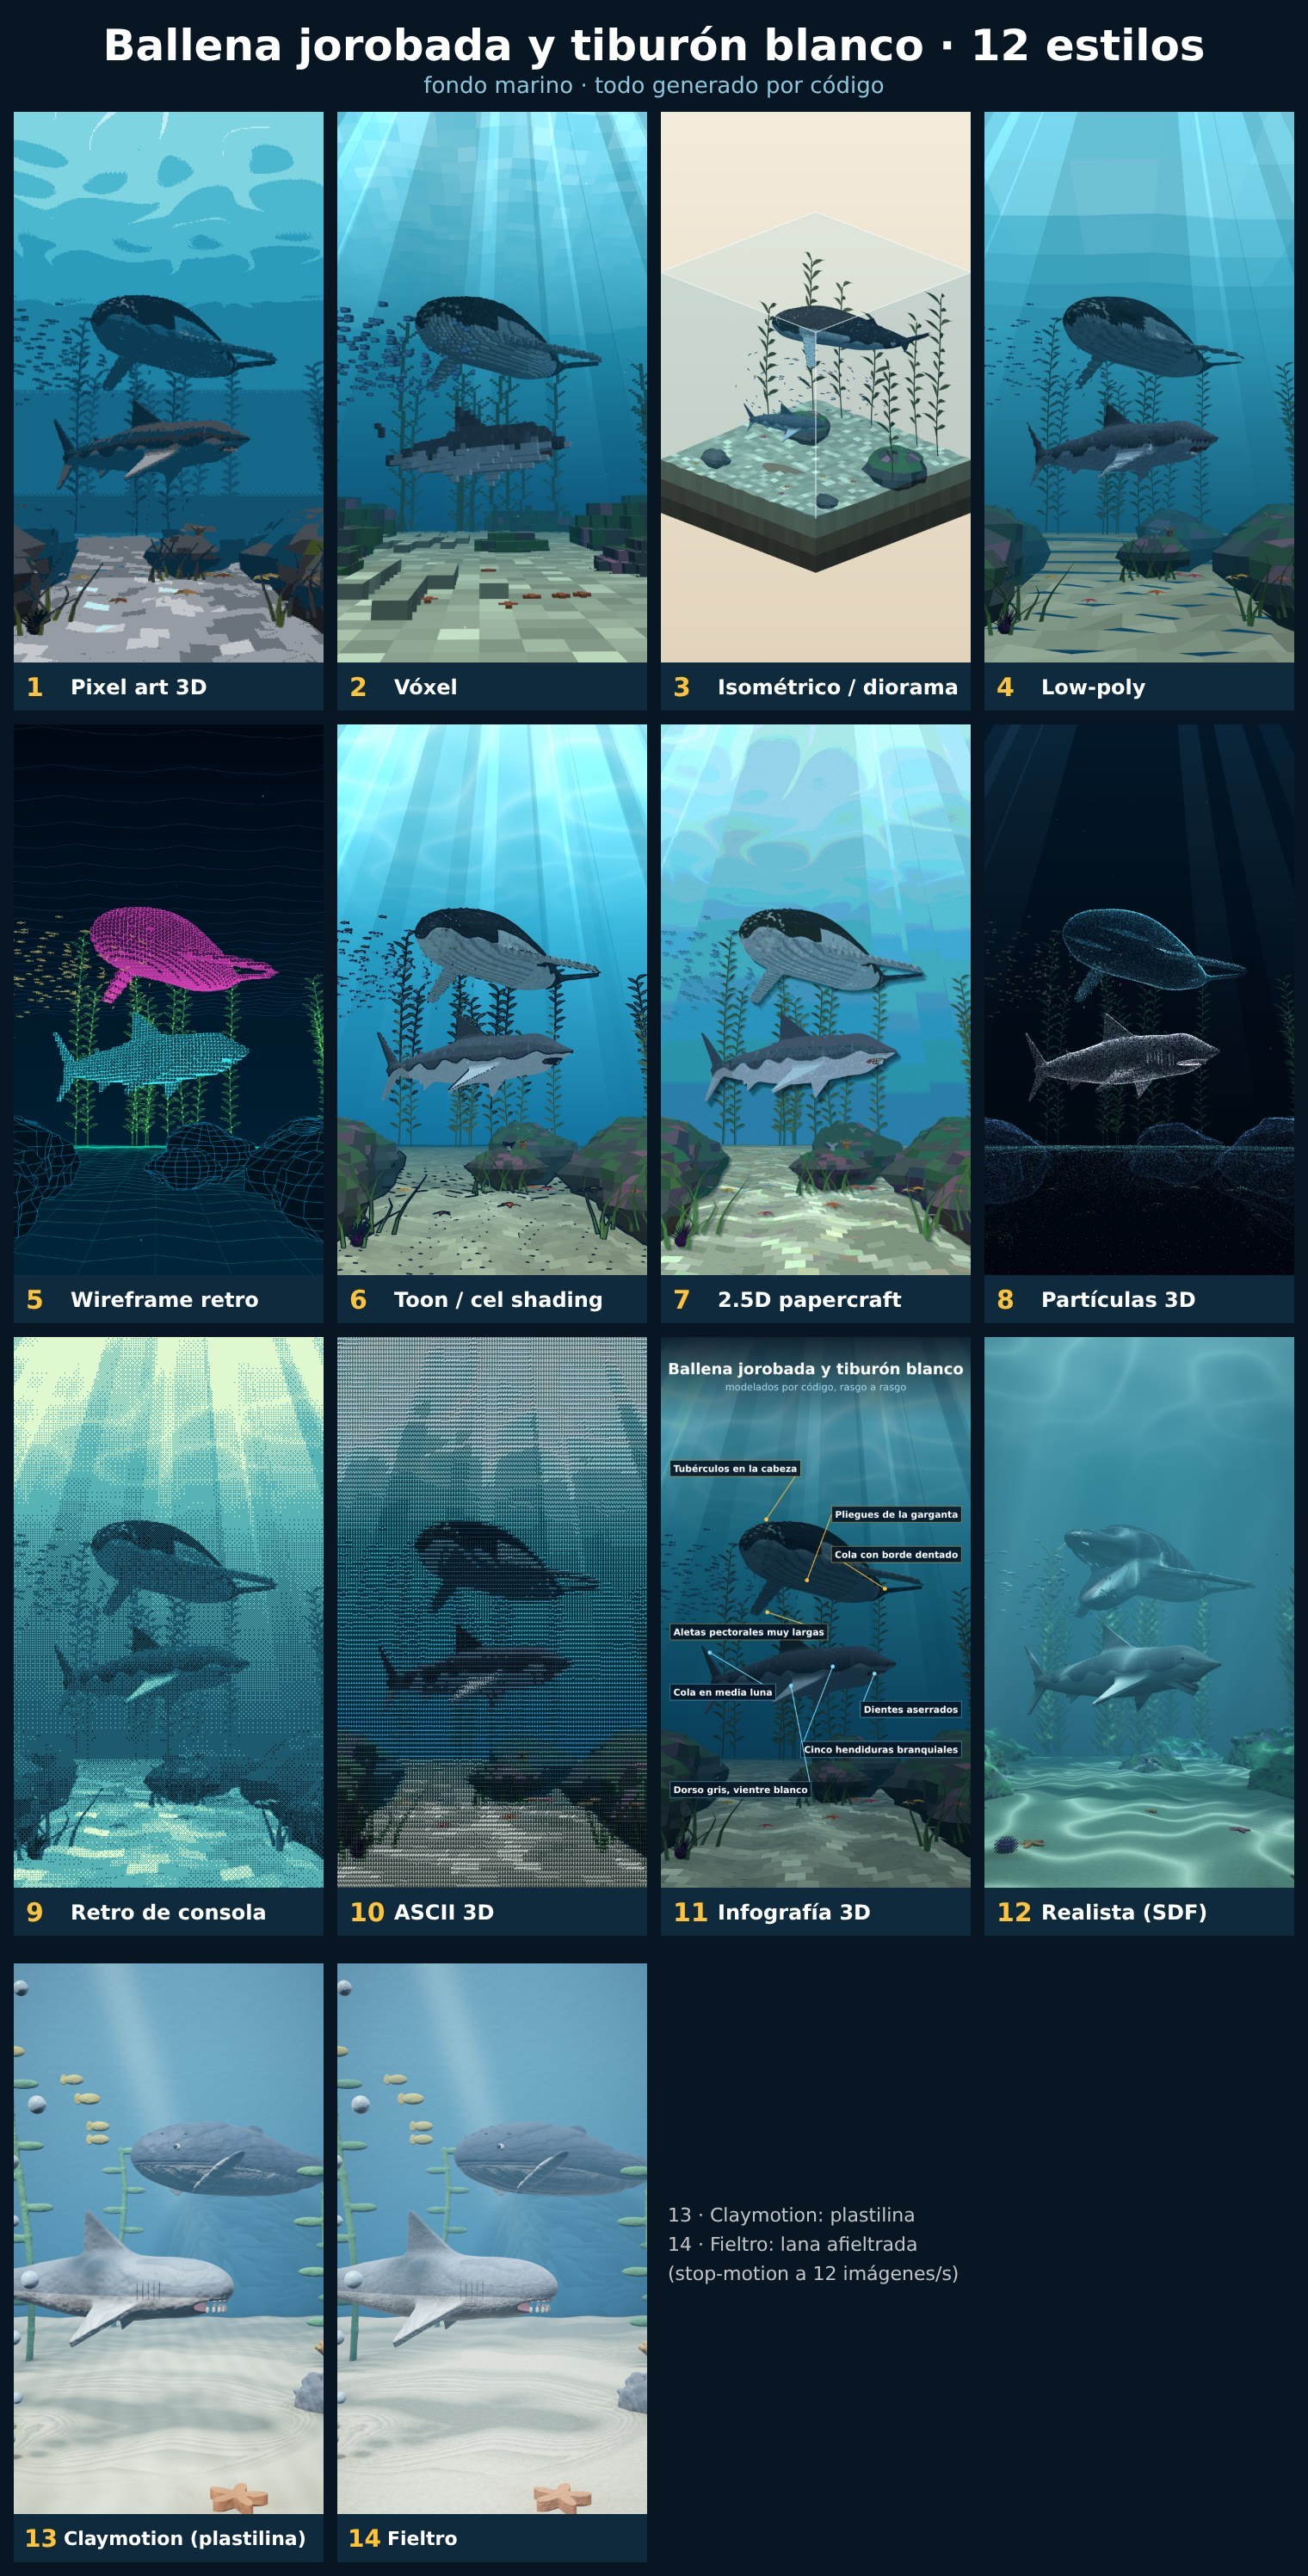 Ballena jorobada y tiburón blanco · 12 estilos
fondo marino · todo generado por código
1 Pixel art 3D
2 Vóxel
3 Isométrico / diorama
4 Low-poly
5 Wireframe retro
6 Toon / cel shading
7 2.5D papercraft
8 Partículas 3D
Ballena jorobada y tiburón blanco
modelados por código, rasgo a rasgo
Tubérculos en la cabeza
Pliegues de la garganta
Cola con borde dentado
Aletas pectorales muy largas
Cola en media luna
Dientes aserrados
Cinco hendiduras branquiales
Dorso gris, vientre blanco
9 Retro de consola
10 ASCII 3D
11 Infografía 3D
12 Realista (SDF)
13 · Claymotion: plastilina
14 · Fieltro: lana afieltrada
(stop-motion a 12 imágenes/s)
13 Claymotion (plastilina)
14 Fieltro